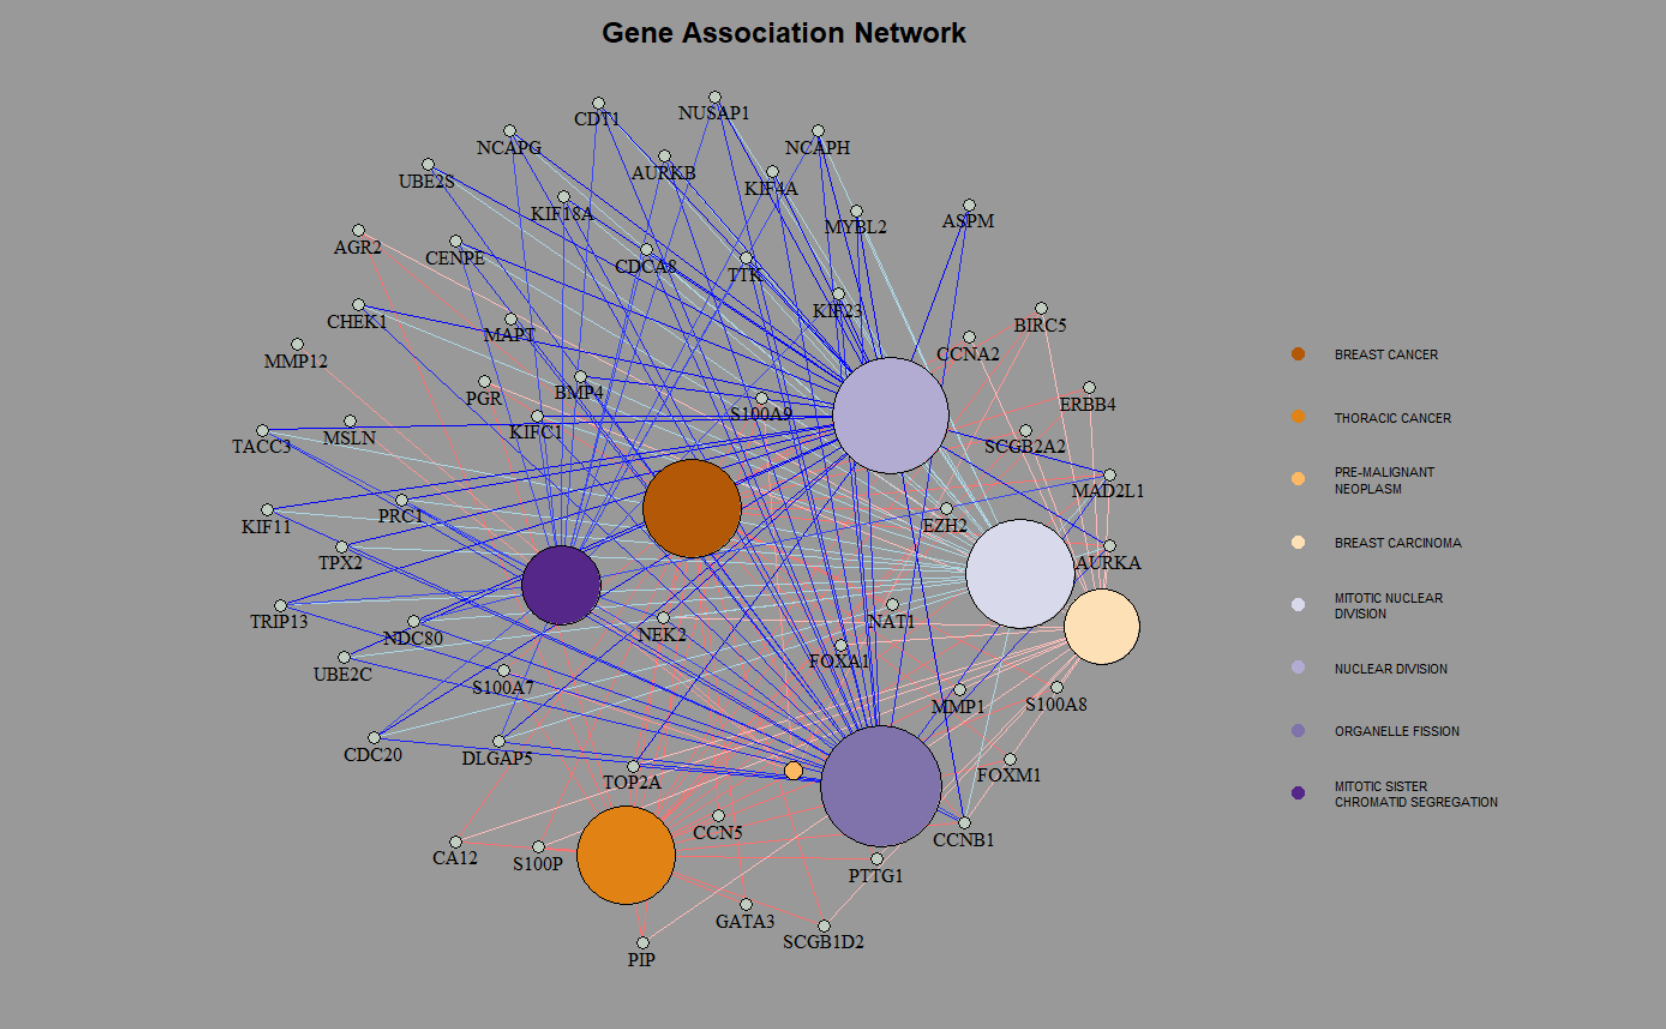 Gene Association Network
NUSAP1
CDT1
NCAPG
NCAPH
AURKB
UBE2S
KIF4A
KIF18A
MYBL2
ASPM
AGR2
CENPE
CDCA8
TTK
KIF23
CHEK1
BIRC5
MAPT
MMP12
CCNA2
BREAST CANCER
BMP4
PGR
ERBB4
S100A9
THORACIC CANCER
KIFC1
MSLN
TACC3
SCGB2A2
PRE-MALIGNANT
NEOPLASM
MAD2L1
PRC1
KIF11
EZH2
BREAST CARCINOMA
TPX2
AURKA
MITOTIC NUCLEAR
DIVISION
TRIP13
NAT1
NEK2
NDC80
FOXA1
NUCLEAR DIVISION
UBE2C
S100A7
S100A8
MMP1
ORGANELLE FISSION
CDC20
DLGAP5
FOXM1
TOP2A
MITOTIC SISTER
CHROMATID SEGREGATION
CCN5
CCNB1
CA12
S100P
PTTG1
GATA3
SCGB1D2
PIP